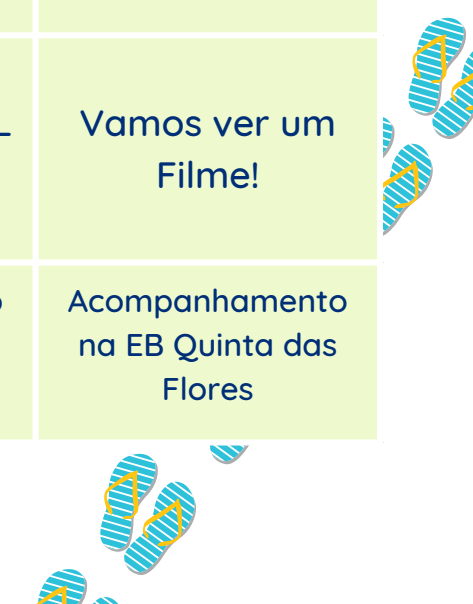 Vamos ver um
Filme!
Acompanhamento
na EB Quinta das
Flores